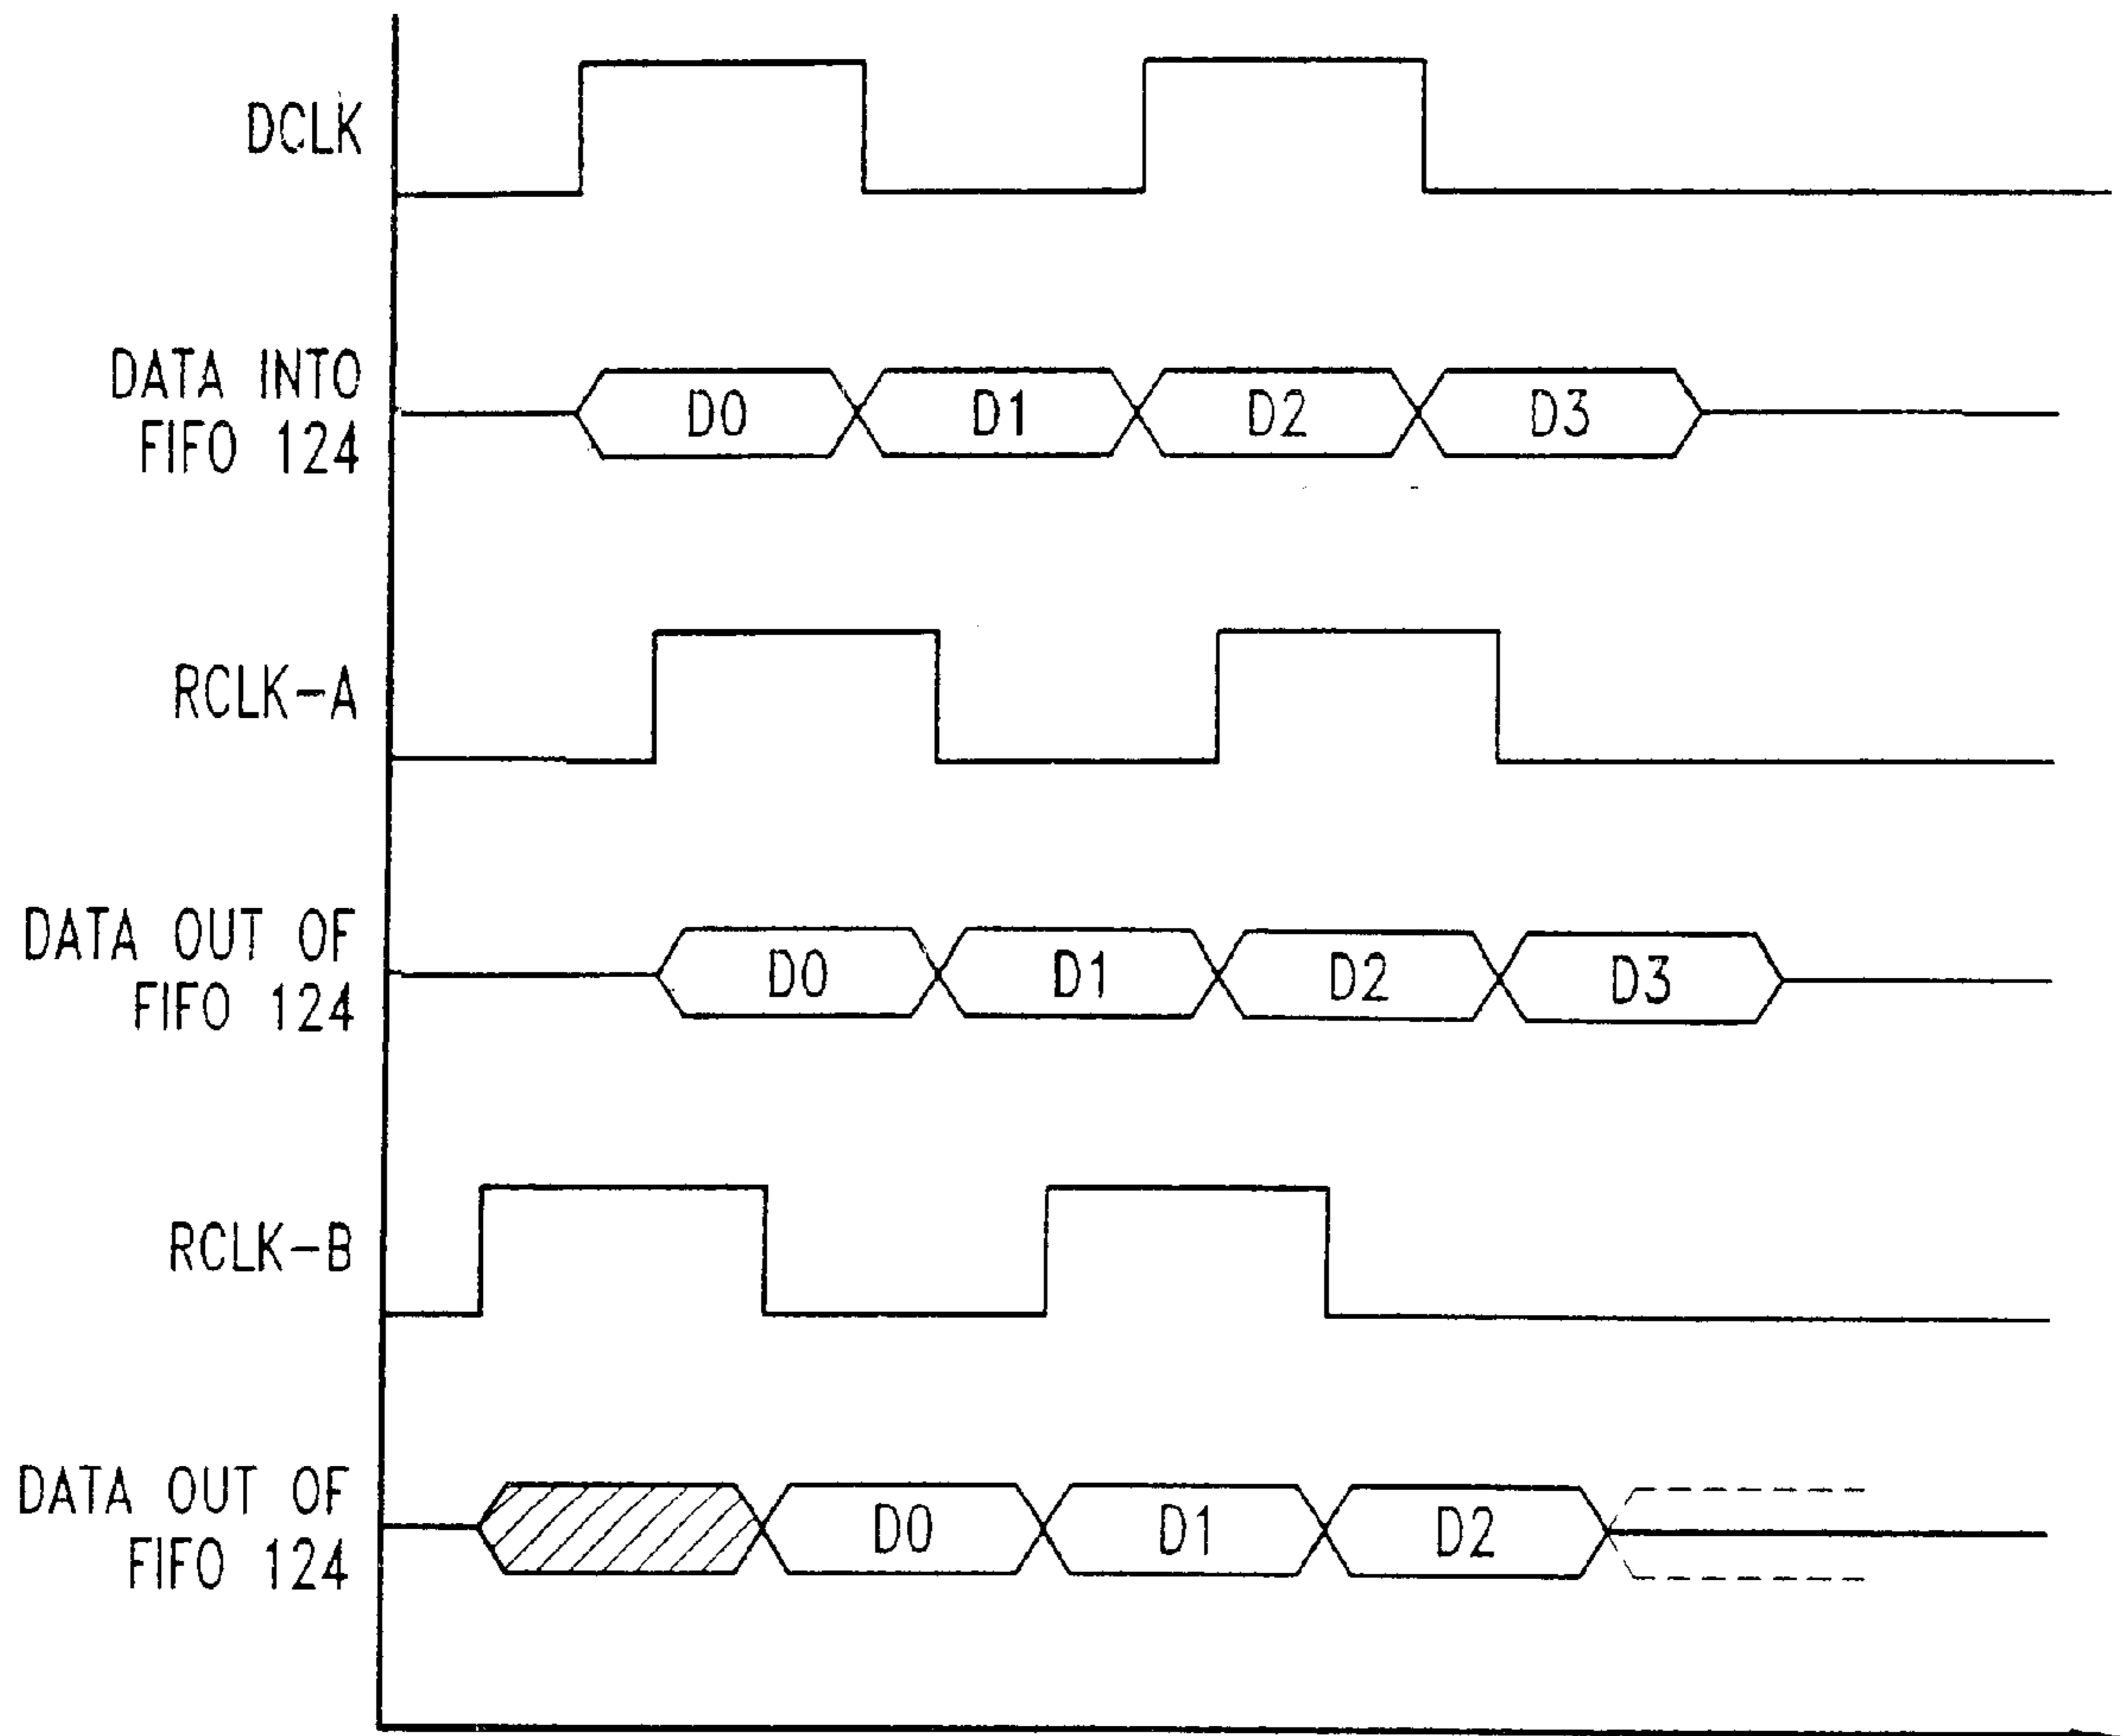 DCLK
DATA INTO
FIFO 124
D0 D1 D2 D3
RCLK-A
DATA OUT OF
FIFO 124
D0 D1 D2 D3
RCLK-B
DATA OUT OF
FIFO 124
D0 D1 D2